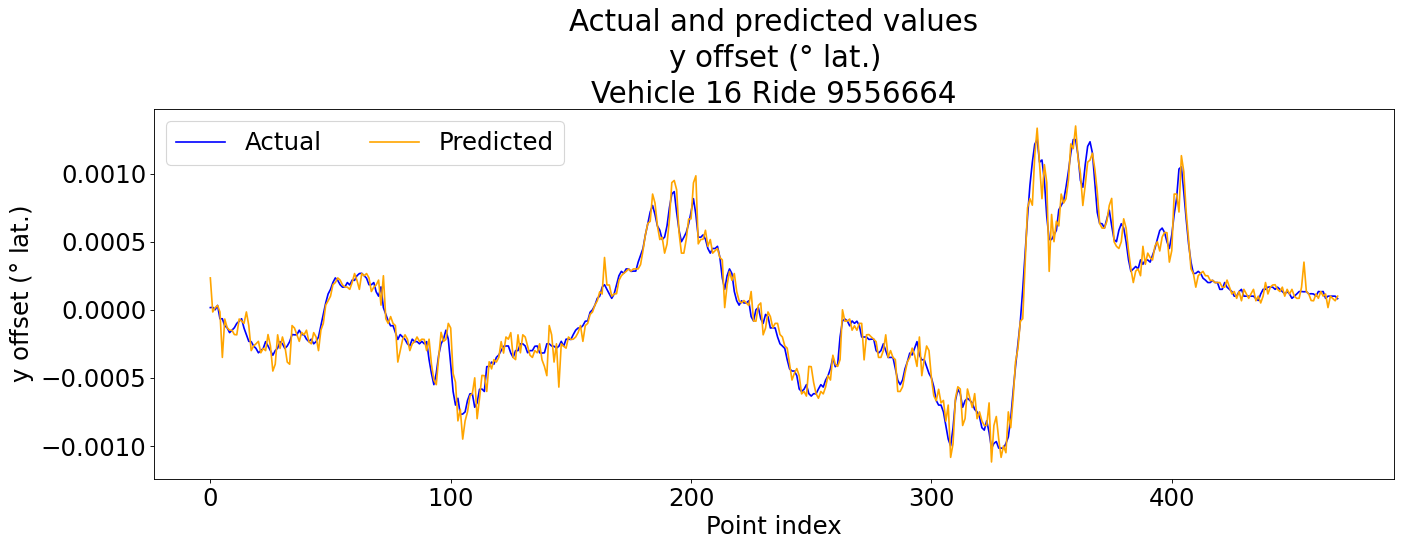 Actual and predicted values
y offset (° lat.)
Vehicle 16 Ride 9556664
Actual
Predicted
y offset (° lat.)
0.0010
0.0005
0.0000
−0.0005
−0.0010
0
100
200
300
400
Point index